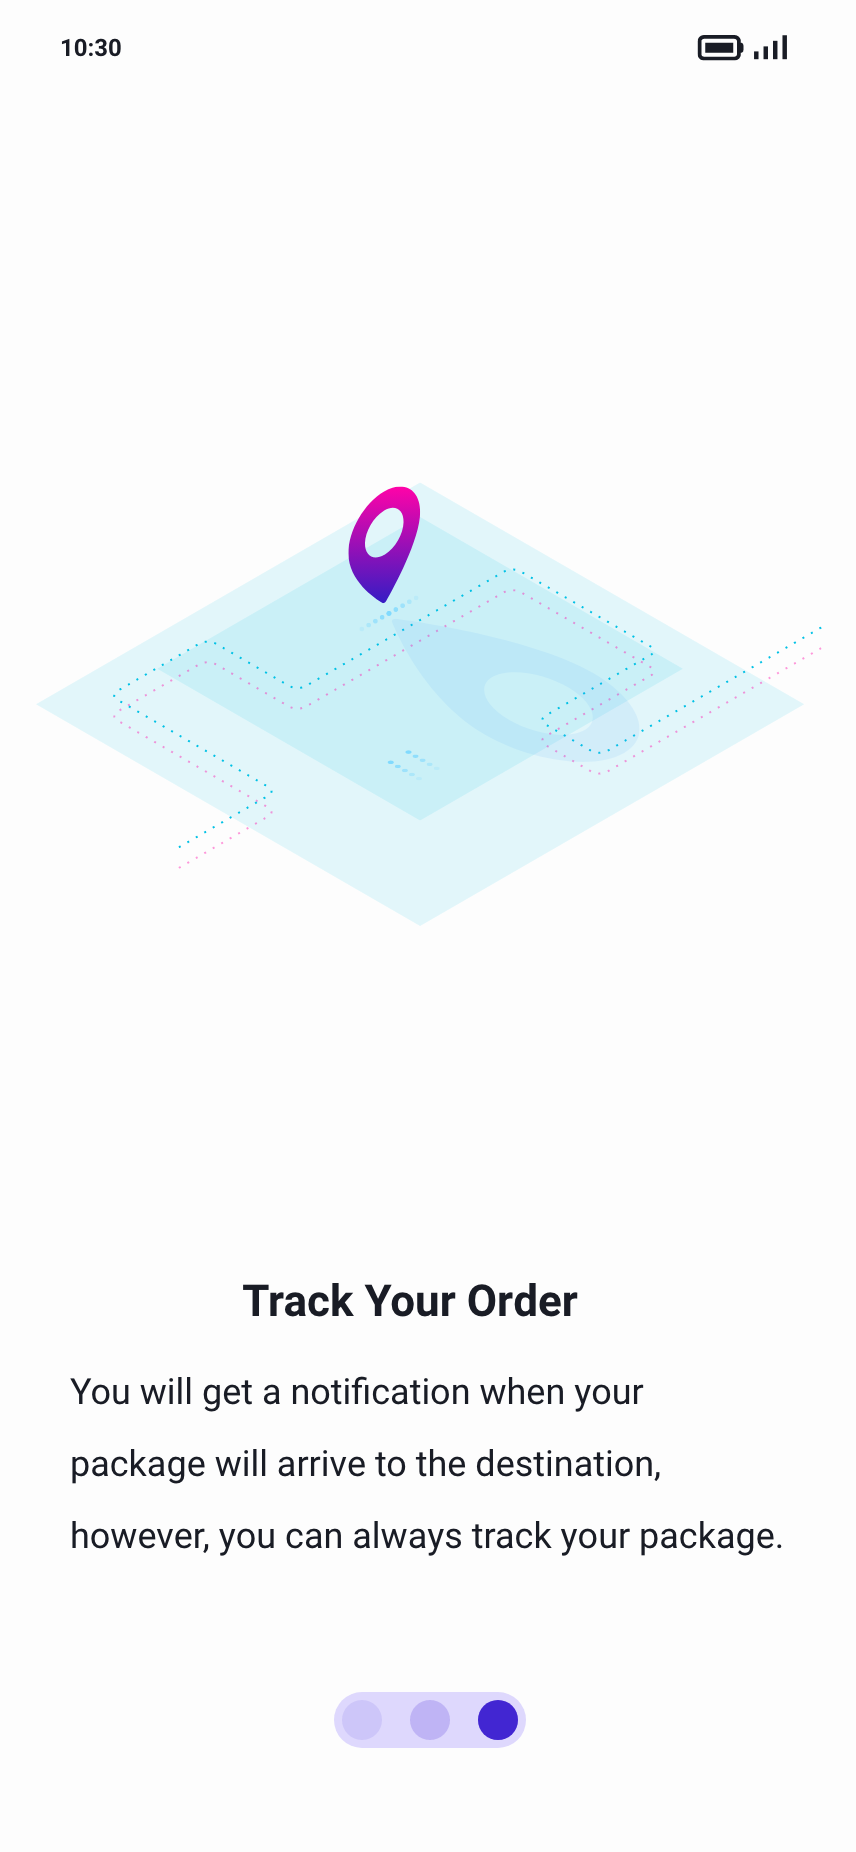 10:30
Track Your Order
You will get a notification when your
package will arrive to the destination,
however, you can always track your package.